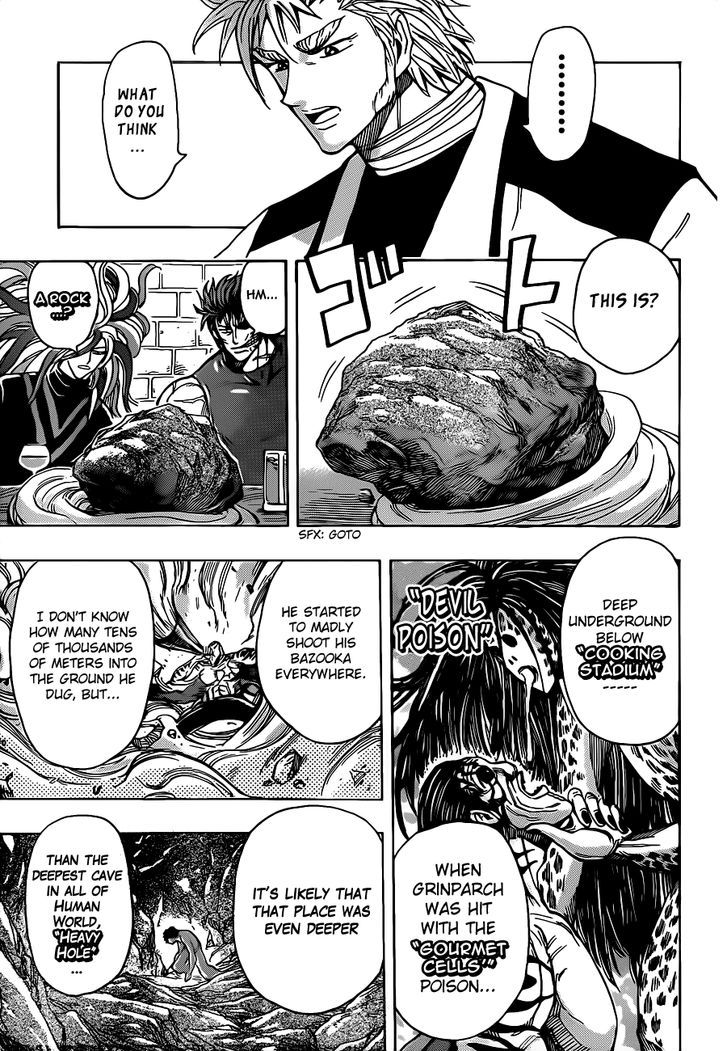 ..........
WHAT
DO YOU
THINK
...
THIS IS?
ゴトッ
SFX: GOTO
HM...
A ROCK
...?
DEEP
UNDERGROUND
BELOW
"COOKING
STADIUM"
-----
"DEVIL
POISON"
WHEN
GRINPARCH
WAS HIT
WITH THE
"GOURMET
CELLS'"
POISON...
HE STARTED
TO MADLY
SHOOT HIS
BAZOOKA
EVERYWHERE.
I DON'T KNOW
HOW MANY TENS
OF THOUSANDS
OF METERS INTO
THE GROUND HE
DUG, BUT...
IT'S LIKELY THAT
THAT PLACE WAS
EVEN DEEPER
THAN THE
DEEPEST CAVE
IN ALL OF
HUMAN
WORLD,
"HEAVY
HOLE"
...